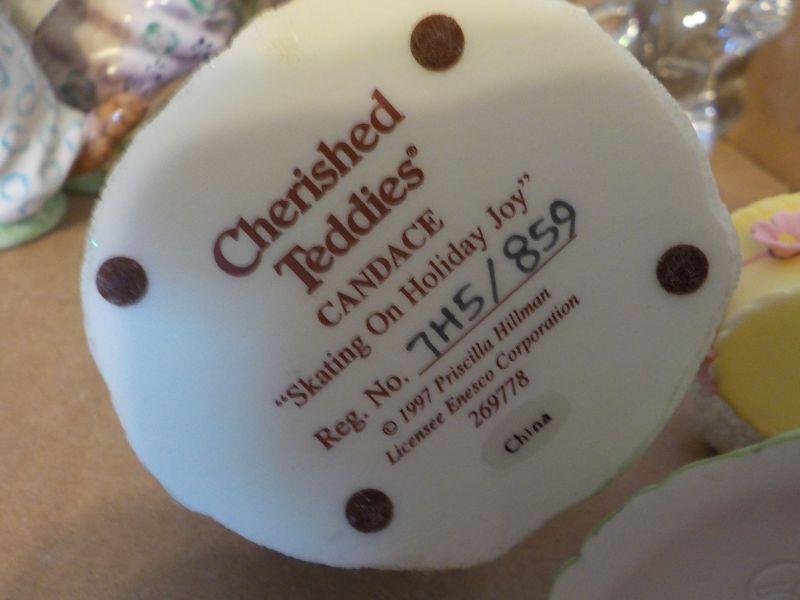 Cherished
Teddies®
CANDACE
"Skating On Holiday Joy"
Reg. No. 7H5/859
© 1997 Priscilla Hillman
Licensee Enesco Corporation
269778
China